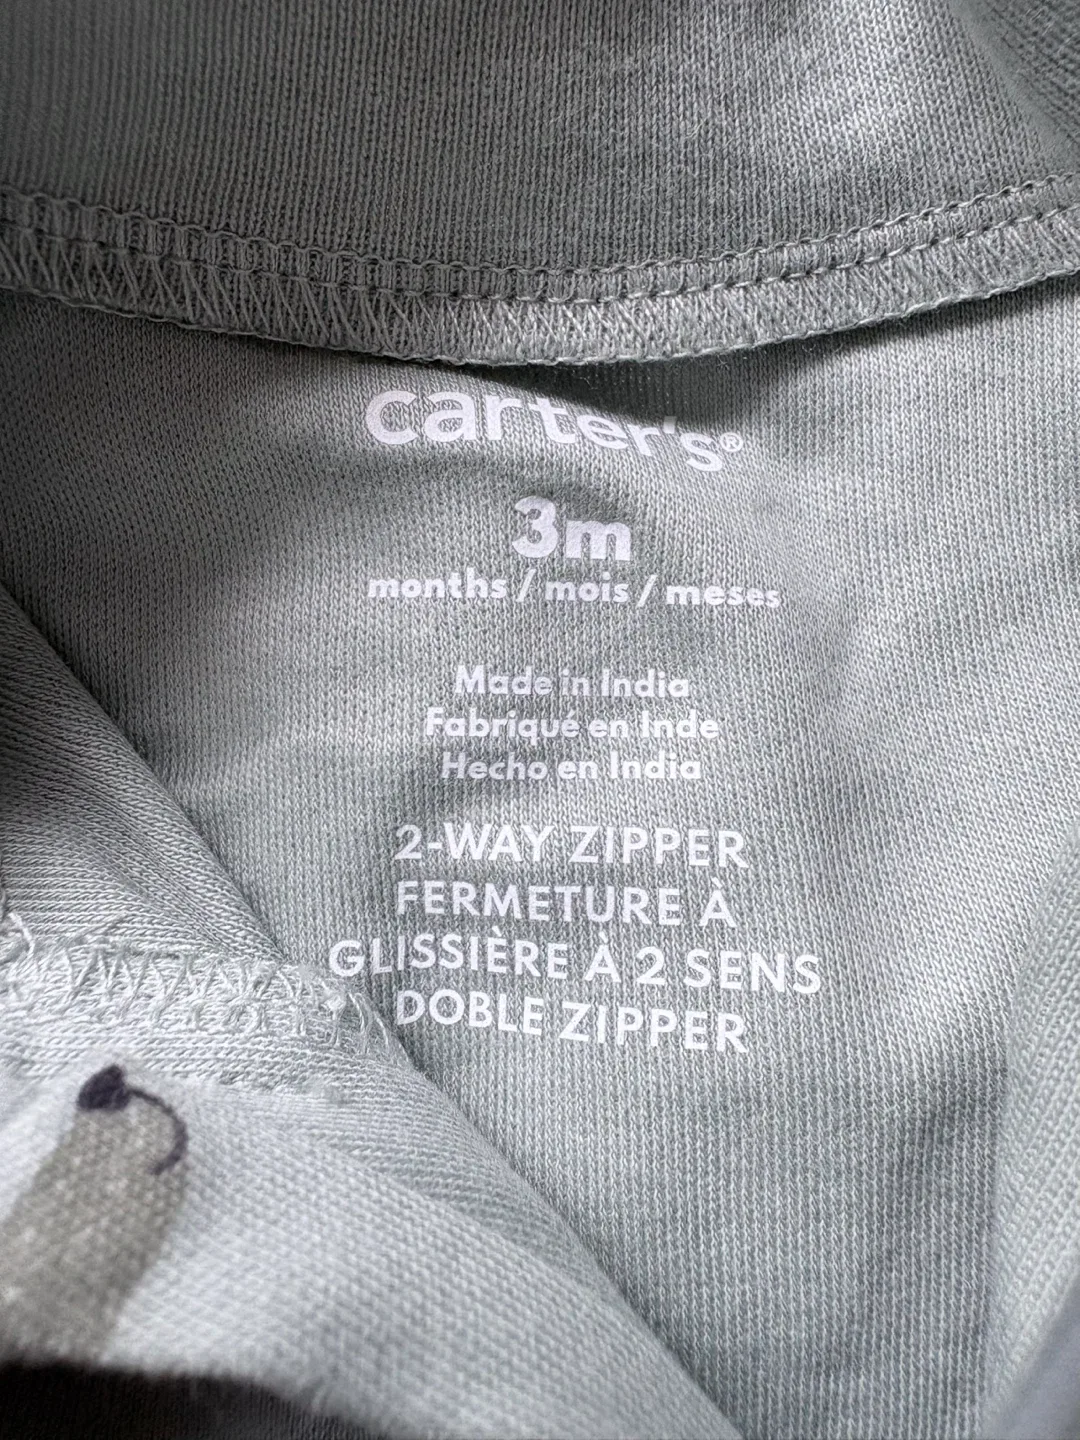 carter's®
3m
months / mois / meses
Made in India
Fabriqué en Inde
Hecho en India
2-WAY ZIPPER
FERMETURE À
GLISSIÈRE À 2 SENS
DOBLE ZIPPER